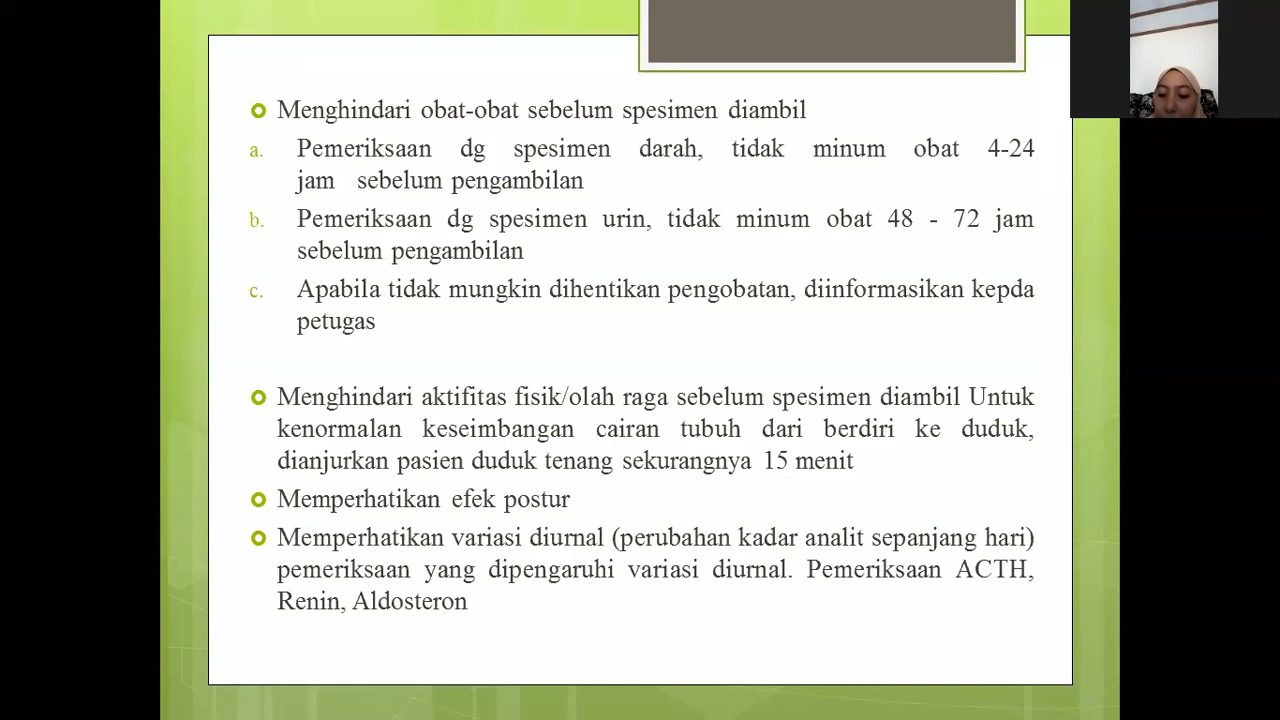 Menghindari obat-obat sebelum spesimen diambil
a. Pemeriksaan dg spesimen darah, tidak minum obat 4-24
jam sebelum pengambilan
b. Pemeriksaan dg spesimen urin, tidak minum obat 48 - 72 jam
sebelum pengambilan
c. Apabila tidak mungkin dihentikan pengobatan, diinformasikan kepda
petugas
Menghindari aktifitas fisik/olah raga sebelum spesimen diambil Untuk
kenormalan keseimbangan cairan tubuh dari berdiri ke duduk,
dianjurkan pasien duduk tenang sekurangnya 15 menit
Memperhatikan efek postur
Memperhatikan variasi diurnal (perubahan kadar analit sepanjang hari)
pemeriksaan yang dipengaruhi variasi diurnal. Pemeriksaan ACTH,
Renin, Aldosteron